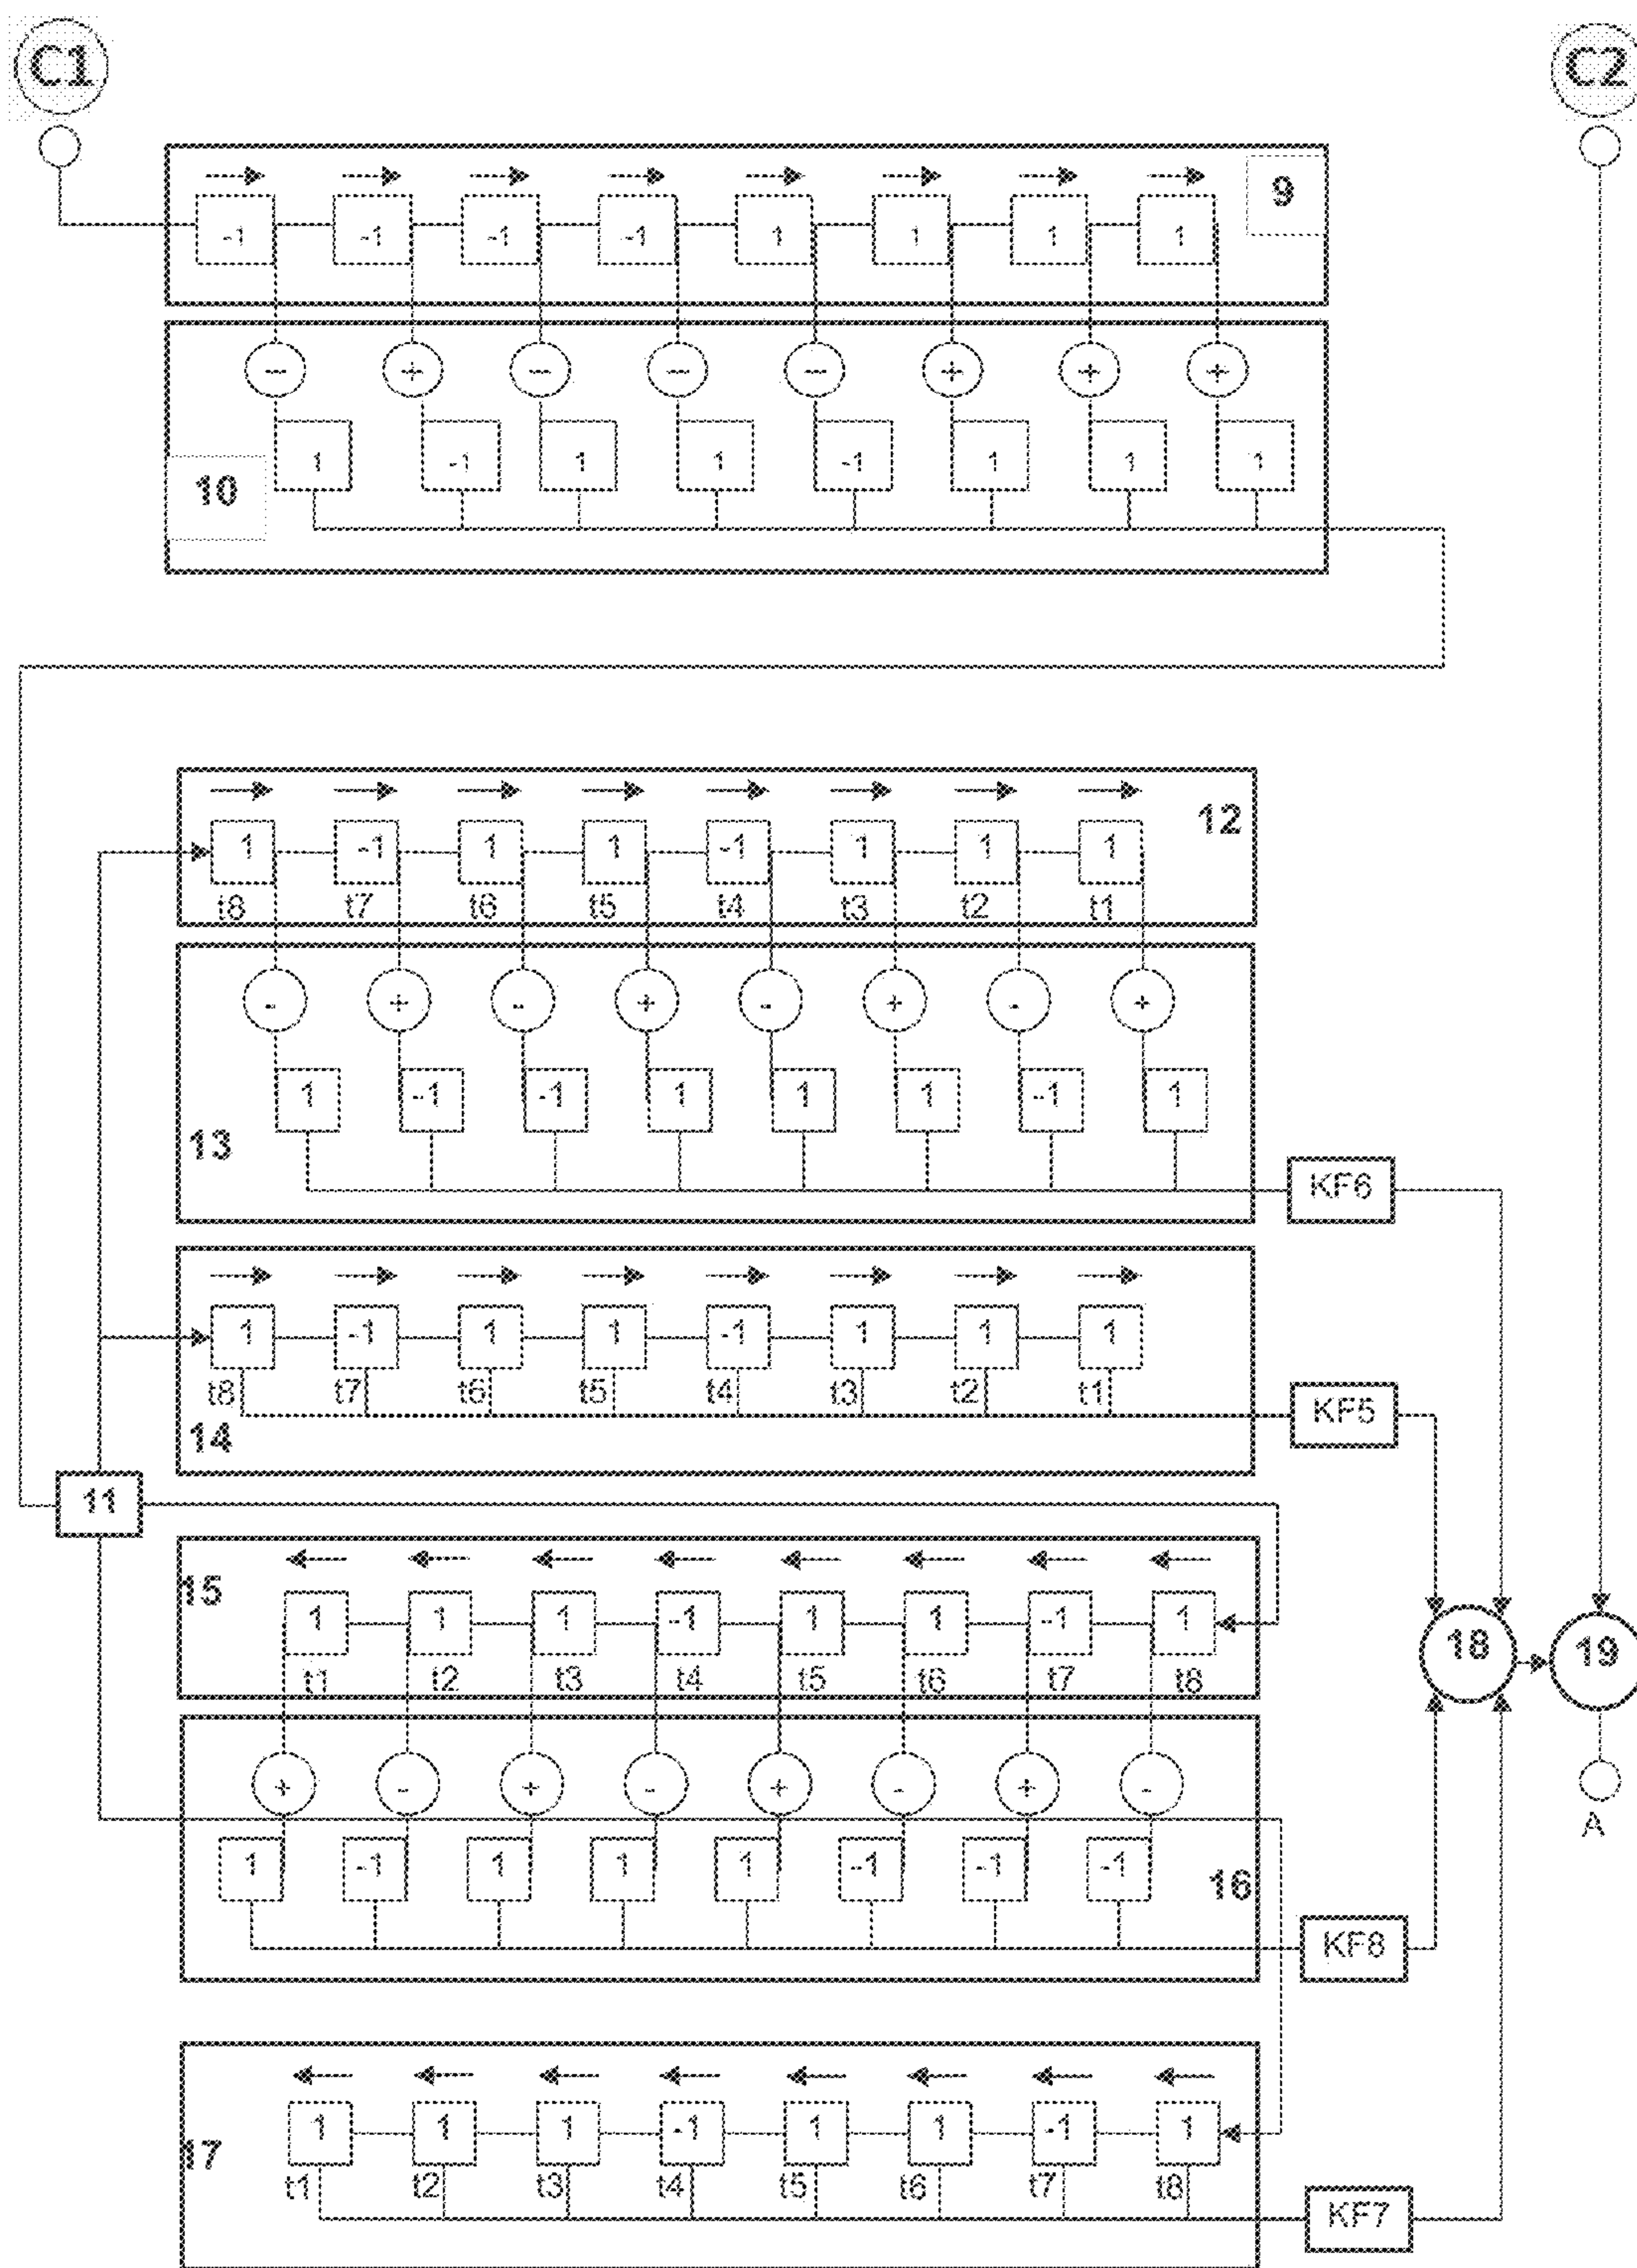 C1 C2
9
-1 -1 -1 -1 1 1 1 1
− + − − − + + +
1 -1 1 1 -1 1 1 1
10
12
1 -1 1 1 -1 1 1 1
t8 t7 t6 t5 t4 t3 t2 t1
- + - + - + - +
1 -1 -1 1 1 1 -1 1
13
KF6
1 -1 1 1 -1 1 1 1
t8 t7 t6 t5 t4 t3 t2 t1
KF5
14
11
15
1 1 1 -1 1 1 -1 1
t1 t2 t3 t4 t5 t6 t7 t8
18 19
+ - + - + - + -
A
1 -1 1 1 1 -1 -1 -1
16
KF8
1 1 1 -1 1 1 -1 1
17
t1 t2 t3 t4 t5 t6 t7 t8
KF7